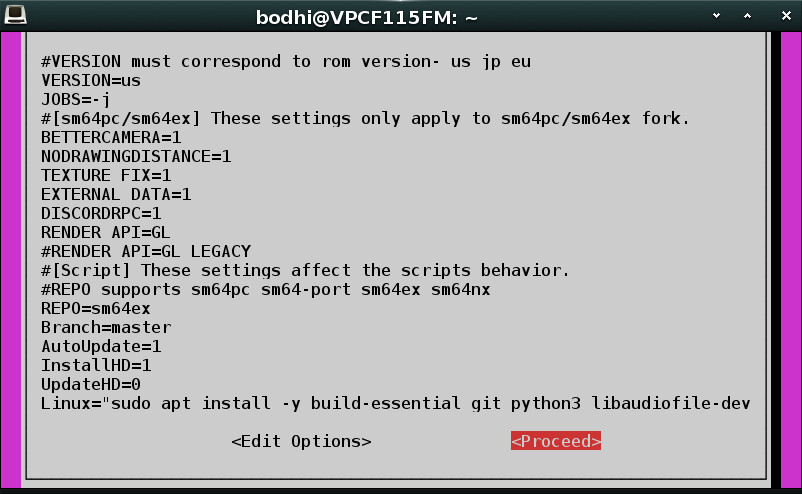 bodhi@VPCF115FM: ~
#VERSION must correspond to rom version- us jp eu
VERSION=us
JOBS=-j
#[sm64pc/sm64ex] These settings only apply to sm64pc/sm64ex fork.
BETTERCAMERA=1
NODRAWINGDISTANCE=1
TEXTURE FIX=1
EXTERNAL DATA=1
DISCORDRPC=1
RENDER API=GL
#RENDER API=GL LEGACY
#[Script] These settings affect the scripts behavior.
#REPO supports sm64pc sm64-port sm64ex sm64nx
REPO=sm64ex
Branch=master
AutoUpdate=1
InstallHD=1
UpdateHD=0
Linux="sudo apt install -y build-essential git python3 libaudiofile-dev
<Edit Options> <Proceed>